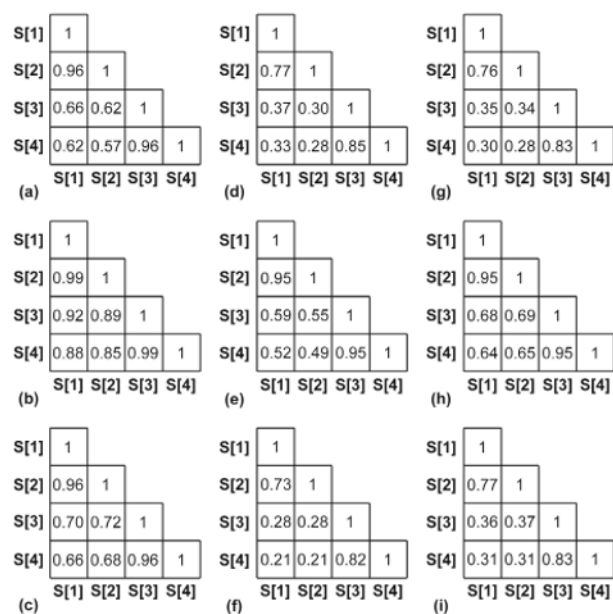 S[1] 1
S[2] 0.96 1
S[3] 0.66 0.62 1
S[4] 0.62 0.57 0.96 1
(a) S[1] S[2] S[3] S[4]
S[1] 1
S[2] 0.99 1
S[3] 0.92 0.89 1
S[4] 0.88 0.85 0.99 1
(b) S[1] S[2] S[3] S[4]
S[1] 1
S[2] 0.96 1
S[3] 0.70 0.72 1
S[4] 0.66 0.68 0.96 1
(c) S[1] S[2] S[3] S[4]
S[1] 1
S[2] 0.77 1
S[3] 0.37 0.30 1
S[4] 0.33 0.28 0.85 1
(d) S[1] S[2] S[3] S[4]
S[1] 1
S[2] 0.95 1
S[3] 0.59 0.55 1
S[4] 0.52 0.49 0.95 1
(e) S[1] S[2] S[3] S[4]
S[1] 1
S[2] 0.73 1
S[3] 0.28 0.28 1
S[4] 0.21 0.21 0.82 1
(f) S[1] S[2] S[3] S[4]
S[1] 1
S[2] 0.76 1
S[3] 0.35 0.34 1
S[4] 0.30 0.28 0.83 1
(g) S[1] S[2] S[3] S[4]
S[1] 1
S[2] 0.95 1
S[3] 0.68 0.69 1
S[4] 0.64 0.65 0.95 1
(h) S[1] S[2] S[3] S[4]
S[1] 1
S[2] 0.77 1
S[3] 0.36 0.37 1
S[4] 0.31 0.31 0.83 1
(i) S[1] S[2] S[3] S[4]